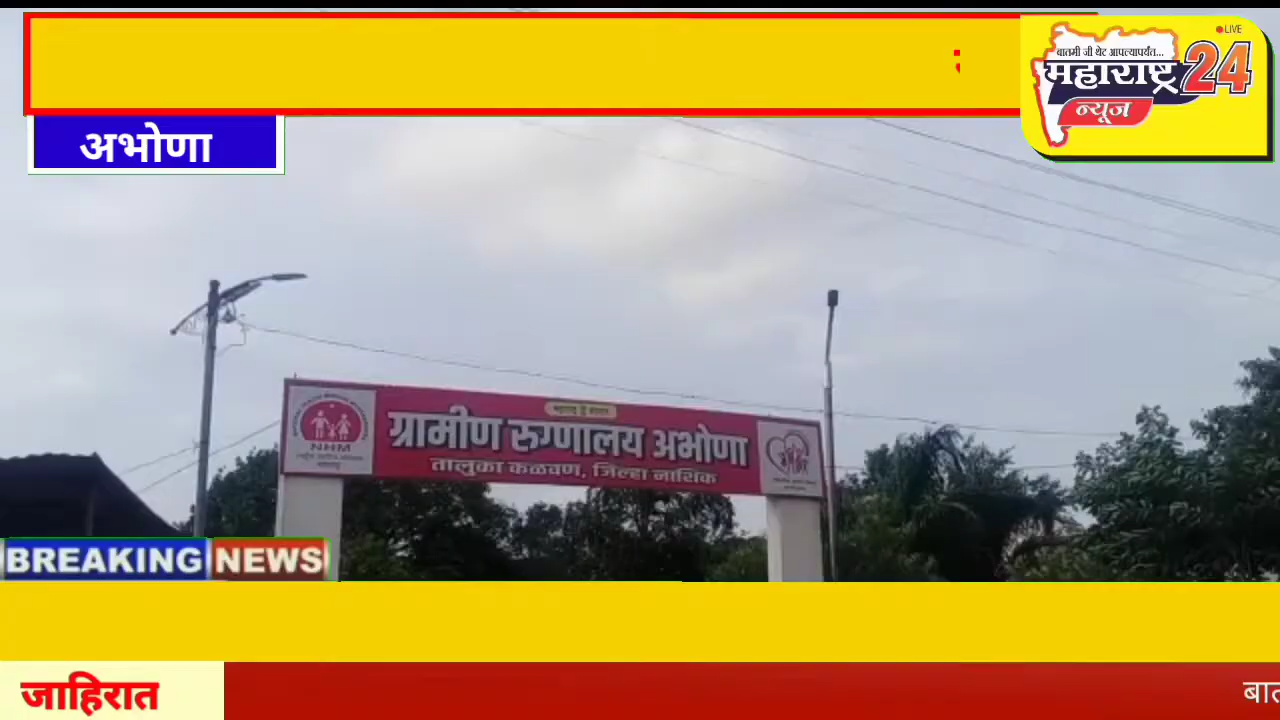 LIVE
बातमी जी थेट आपल्यापर्यंत...
महाराष्ट्र 24
न्यूज
अभोणा
ग्रामीण रुग्णालय अभोणा
तालुका कळवण, जिल्हा नाशिक
NHM
BREAKING NEWS
जाहिरात